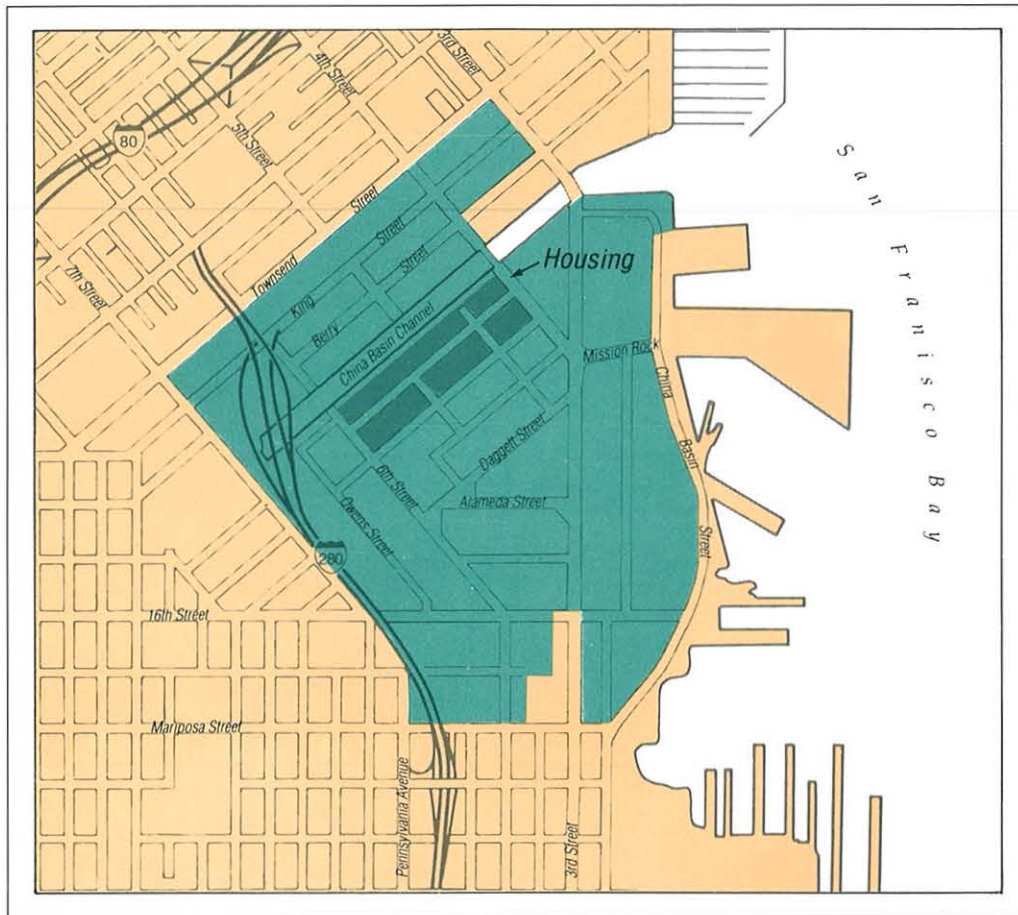 3rd Street
4th Street
80
5th Street
San Franisco Bay
Street
Townsend
Street
King
Street
Berry
7th Street
Housing
China Basin Channel
Mission Rock
China
Basin
Street
Daggett Street
6th Street
Alameda Street
Owens Street
280
16th Street
Mariposa Street
Pennsylvania Avenue
3rd Street